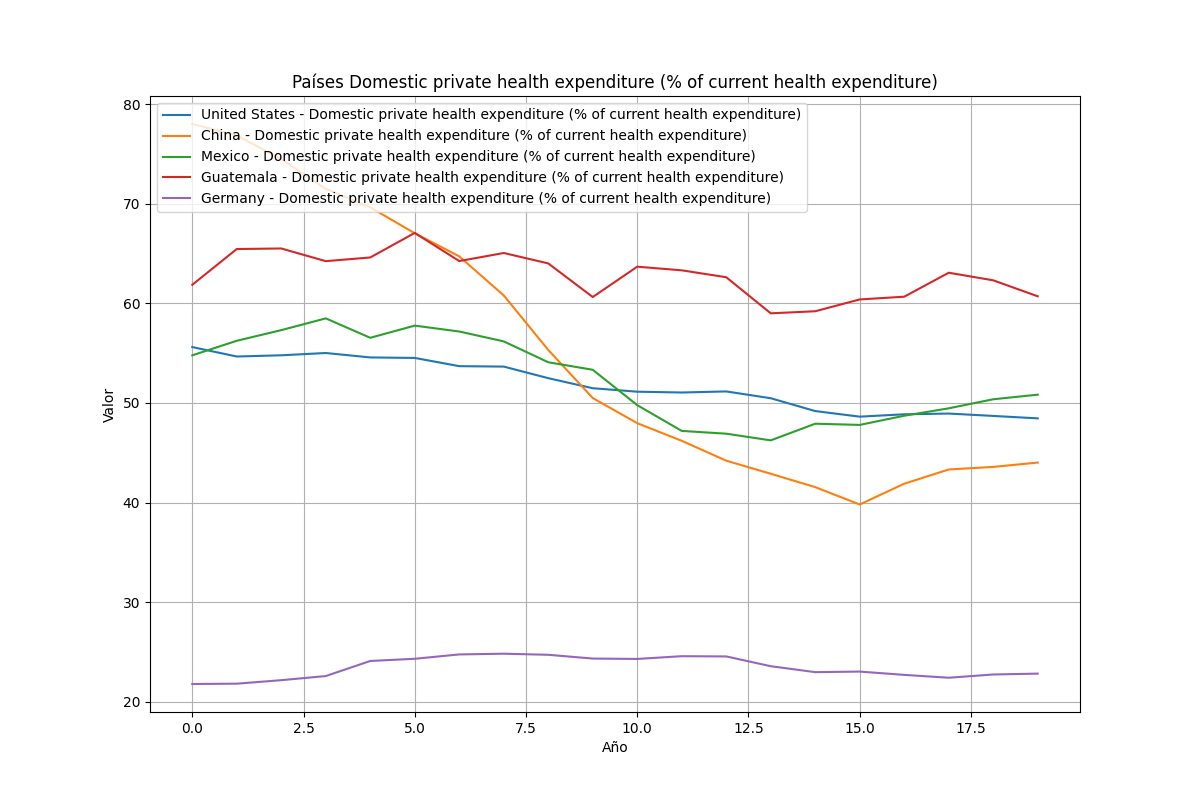 Países Domestic private health expenditure (% of current health expenditure)
United States - Domestic private health expenditure (% of current health expenditure)
China - Domestic private health expenditure (% of current health expenditure)
Mexico - Domestic private health expenditure (% of current health expenditure)
Guatemala - Domestic private health expenditure (% of current health expenditure)
Germany - Domestic private health expenditure (% of current health expenditure)
80
70
60
50
40
30
20
Valor
0.0 2.5 5.0 7.5 10.0 12.5 15.0 17.5
Año